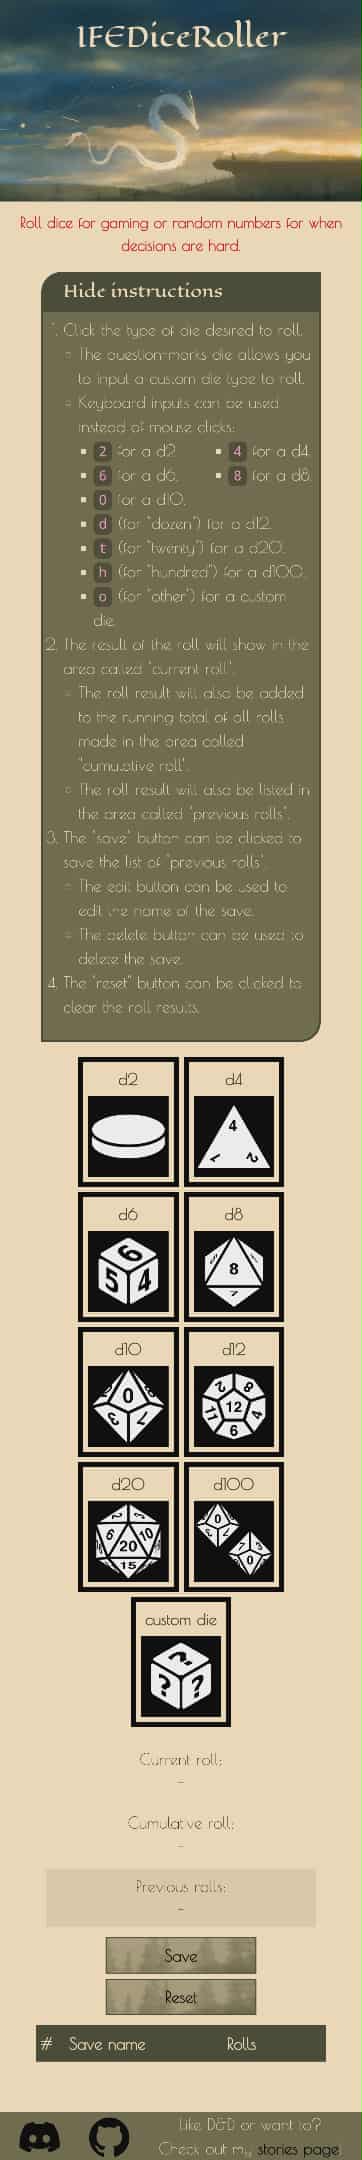 IFEDiceRoller
Roll dice for gaming or random numbers for when
decisions are hard.
Hide instructions
1. Click the type of die desired to roll.
○ The question-marks die allows you
to input a custom die type to roll.
○ Keyboard inputs can be used
instead of mouse clicks:
▪ 2 for a d2. ▪ 4 for a d4.
▪ 6 for a d6. ▪ 8 for a d8.
▪ 0 for a d10.
▪ d (for "dozen") for a d12.
▪ t (for "twenty") for a d20.
▪ h (for "hundred") for a d100.
▪ o (for "other") for a custom
die.
2. The result of the roll will show in the
area called "current roll".
○ The roll result will also be added
to the running total of all rolls
made in the area called
"cumulative roll".
○ The roll result will also be listed in
the area called "previous rolls".
3. The "save" button can be clicked to
save the list of "previous rolls".
○ The edit button can be used to
edit the name of the save.
○ The delete button can be used to
delete the save.
4. The "reset" button can be clicked to
clear the roll results.
d2 d4
4
1 2
d6 d8
6 8
5 4 7
d10 d12
0 12
3 7 6
d20 d100
6 20 10
15
custom die
? ? ?
Current roll:
–
Cumulative roll:
–
Previous rolls:
–
Save
Reset
# Save name Rolls
Like D&D or want to?
Check out my stories page!